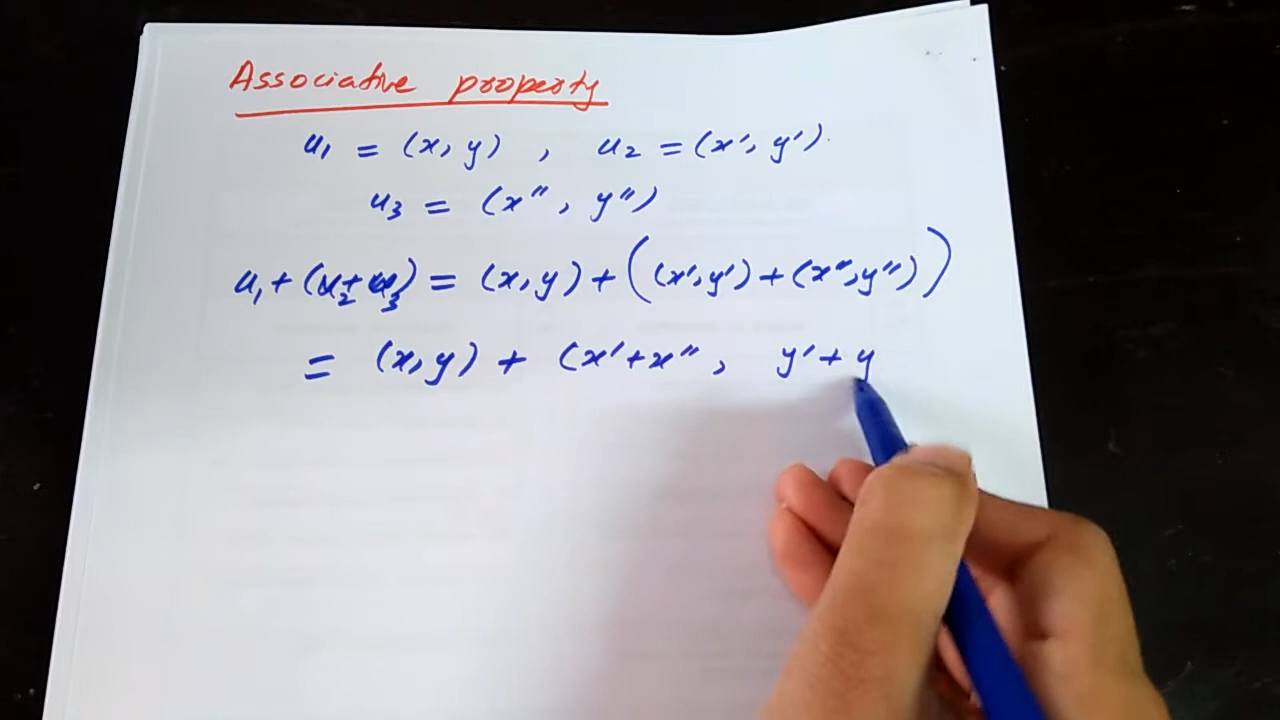 Associative property
u₁ = (x, y) , u₂ = (x', y').
u₃ = (x'', y'')
u₁ + (u₂ + u₃) = (x, y) + ((x', y') + (x'', y''))
= (x, y) + (x' + x'', y' + y